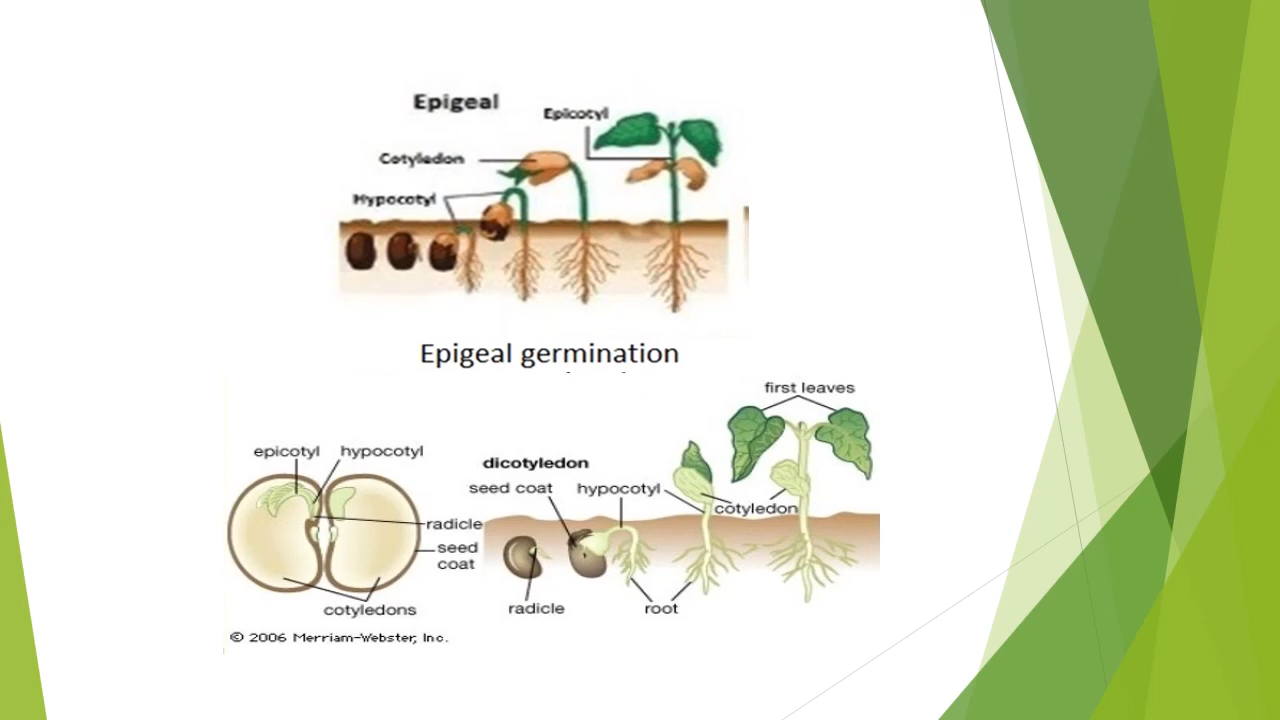 Epigeal
Epicotyl
Cotyledon
Hypocotyl
Epigeal germination
first leaves
epicotyl
hypocotyl
dicotyledon
seed coat
hypocotyl
cotyledon
radicle
seed
coat
cotyledons
radicle
root
© 2006 Merriam-Webster, Inc.